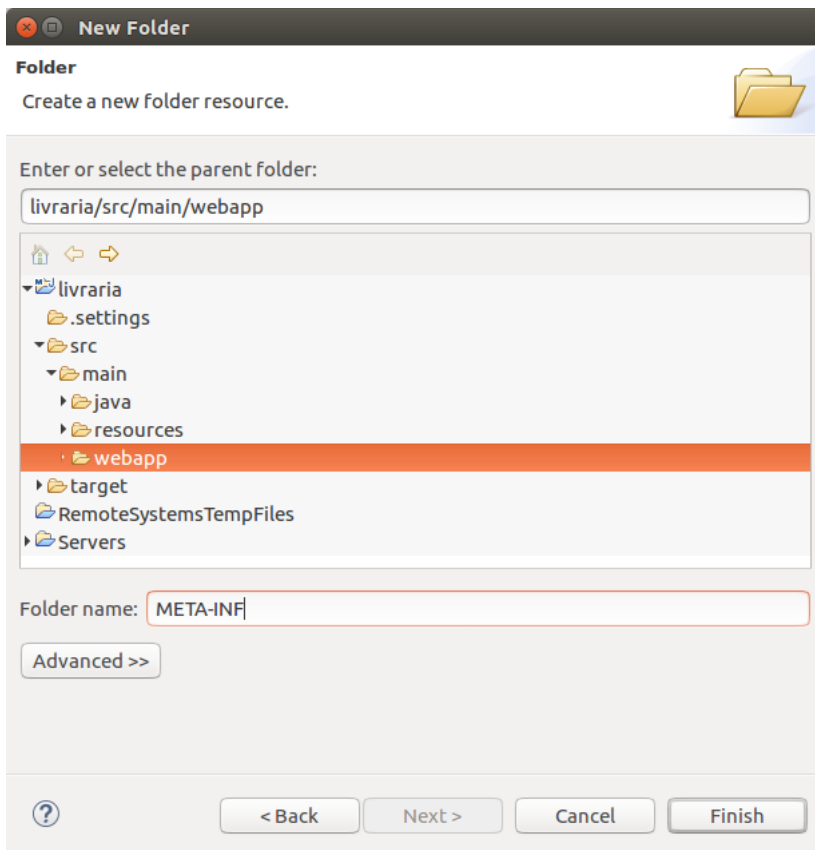 New Folder
Folder
Create a new folder resource.
Enter or select the parent folder:
livraria/src/main/webapp
livraria
.settings
src
main
java
resources
webapp
target
RemoteSystemsTempFiles
Servers
Folder name: META-INF
Advanced >>
< Back Next > Cancel Finish